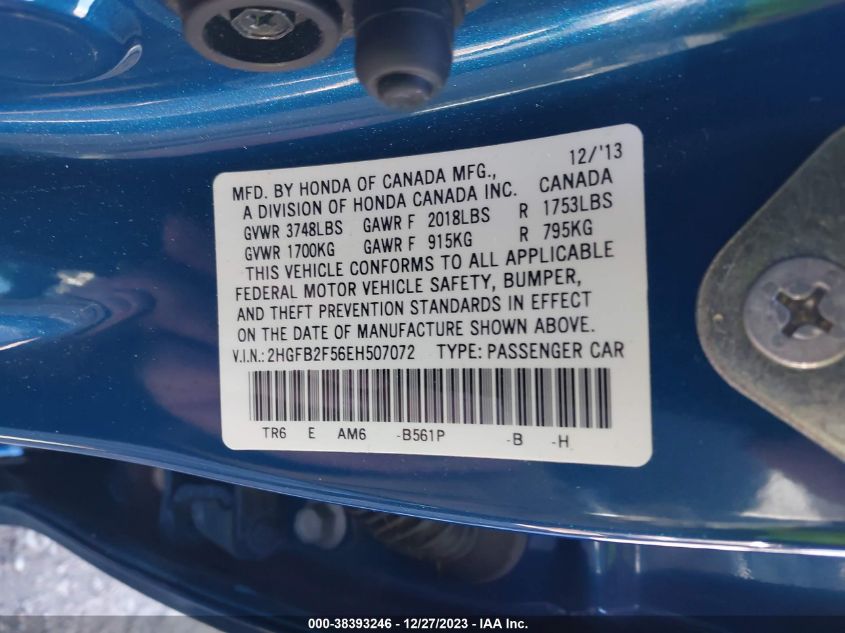 12/'13
MFD. BY HONDA OF CANADA MFG.,
A DIVISION OF HONDA CANADA INC. CANADA
GVWR 3748LBS GAWR F 2018LBS R 1753LBS
GVWR 1700KG GAWR F 915KG R 795KG
THIS VEHICLE CONFORMS TO ALL APPLICABLE
FEDERAL MOTOR VEHICLE SAFETY, BUMPER,
AND THEFT PREVENTION STANDARDS IN EFFECT
ON THE DATE OF MANUFACTURE SHOWN ABOVE.
V.I.N.: 2HGFB2F56EH507072 TYPE: PASSENGER CAR
TR6 E AM6 -B561P -B -H
000-38393246 - 12/27/2023 - IAAI.com